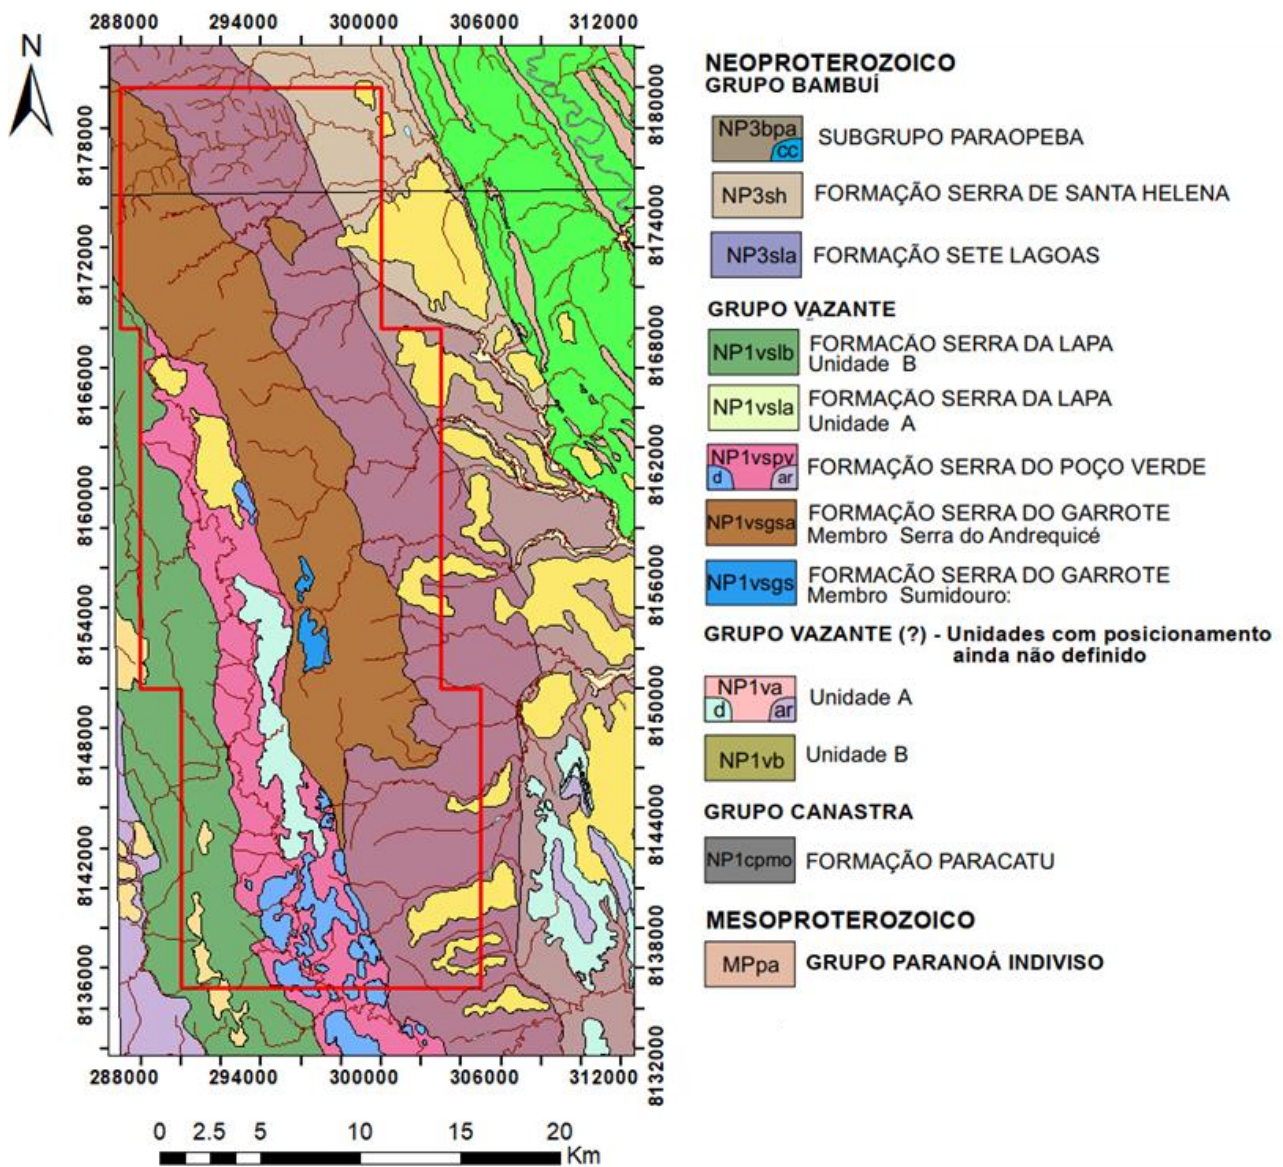 288000 294000 300000 306000 312000
N
8178000
8172000
8166000
8160000
8154000
8148000
8142000
8136000
8180000
8174000
8168000
8162000
8156000
8150000
8144000
8138000
8132000
288000 294000 300000 306000 312000
0 2.5 5 10 15 20
Km
NEOPROTEROZOICO
GRUPO BAMBUÍ
NP3bpa
cc
SUBGRUPO PARAOPEBA
NP3sh FORMAÇÃO SERRA DE SANTA HELENA
NP3sla FORMAÇÃO SETE LAGOAS
GRUPO VAZANTE
NP1vslb FORMAÇÃO SERRA DA LAPA
Unidade B
NP1vsla FORMAÇÃO SERRA DA LAPA
Unidade A
NP1vspv
d ar
FORMAÇÃO SERRA DO POÇO VERDE
NP1vsgsa FORMAÇÃO SERRA DO GARROTE
Membro Serra do Andrequicé
NP1vsgs FORMAÇÃO SERRA DO GARROTE
Membro Sumidouro:
GRUPO VAZANTE (?) - Unidades com posicionamento
ainda não definido
NP1va
d ar
Unidade A
NP1vb Unidade B
GRUPO CANASTRA
NP1cpmo FORMAÇÃO PARACATU
MESOPROTEROZOICO
MPpa GRUPO PARANOÁ INDIVISO